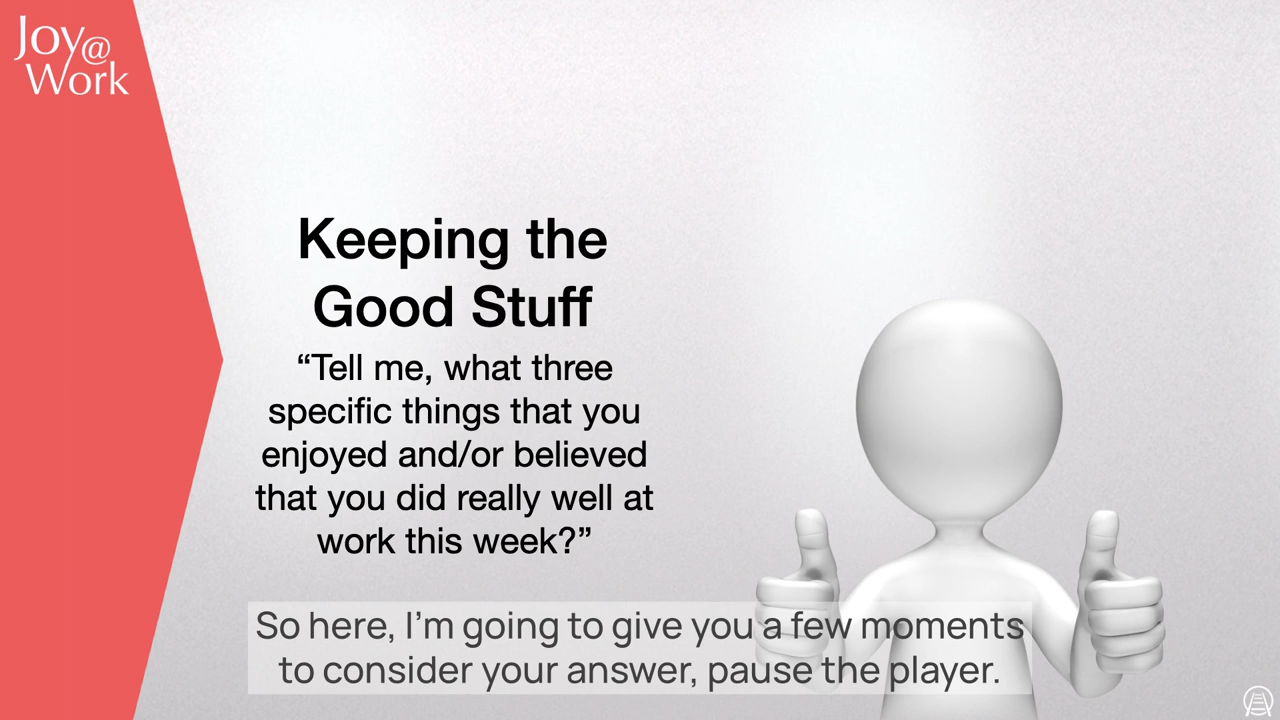 Joy@
Work
Keeping the
Good Stuff
“Tell me, what three
specific things that you
enjoyed and/or believed
that you did really well at
work this week?”
So here, I’m going to give you a few moments
to consider your answer, pause the player.